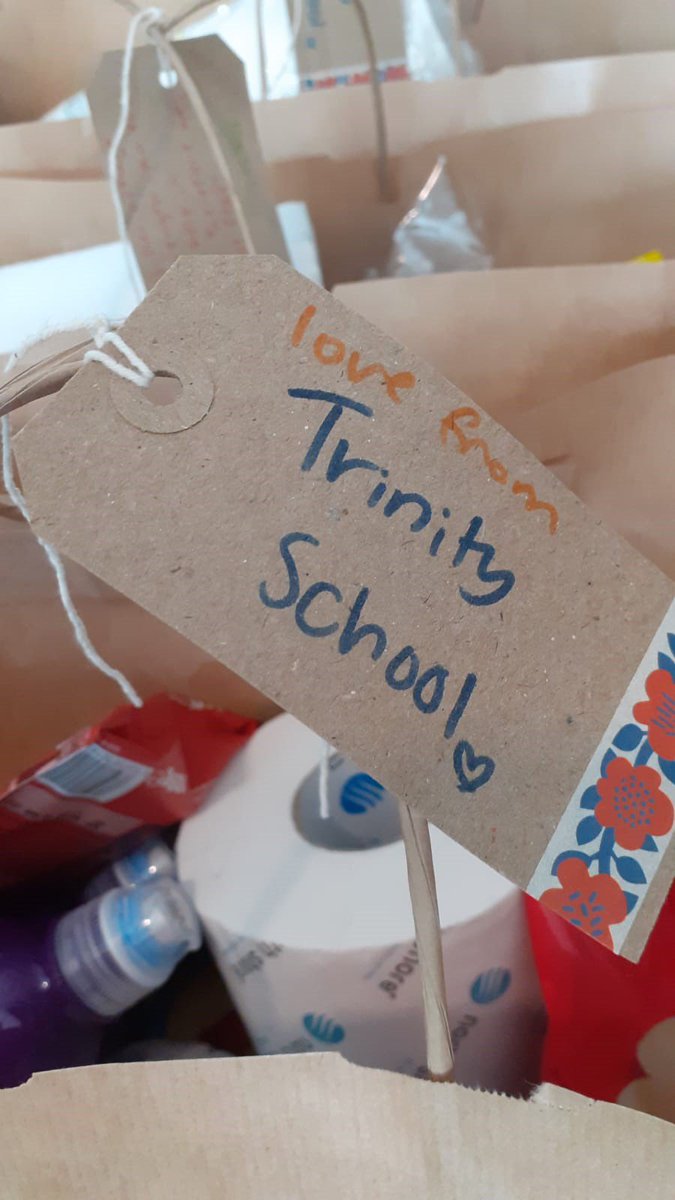 love from
Trinity
School